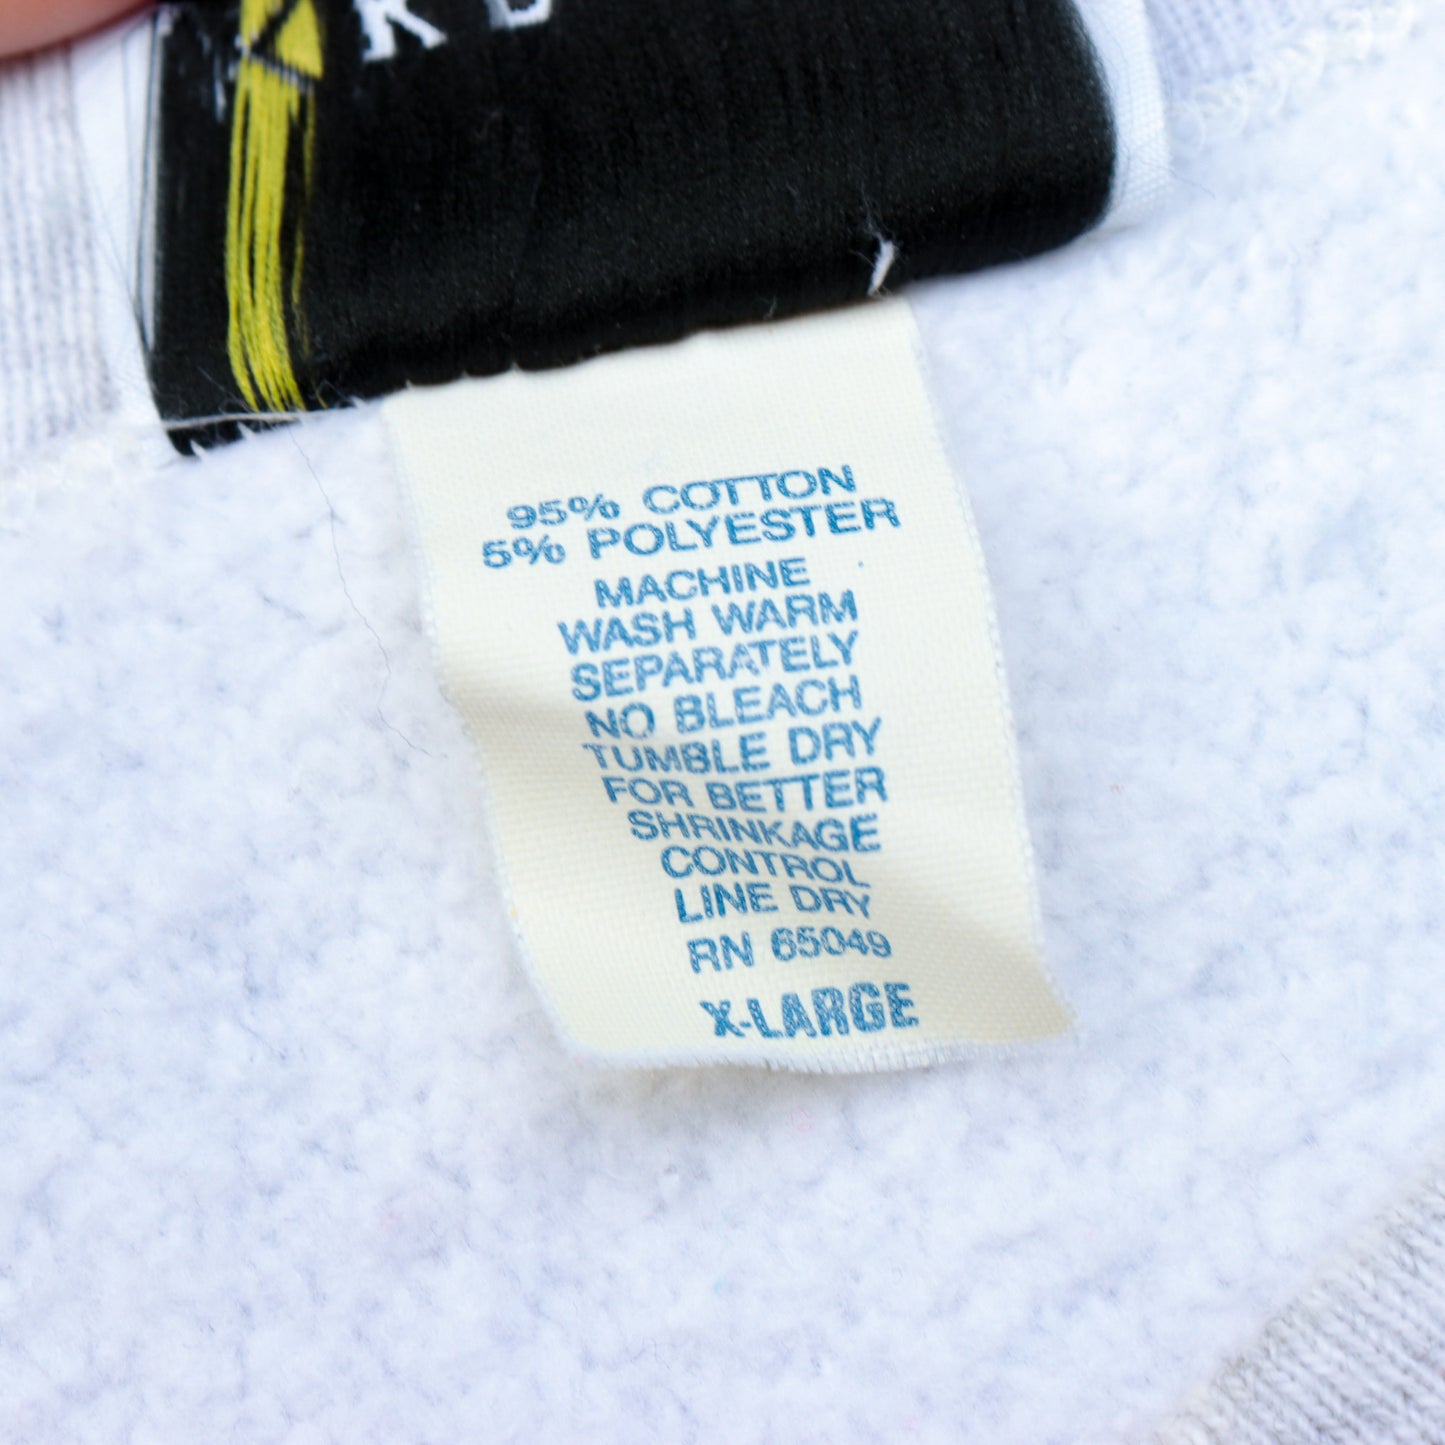 95% COTTON
5% POLYESTER
MACHINE
WASH WARM
SEPARATELY
NO BLEACH
TUMBLE DRY
FOR BETTER
SHRINKAGE
CONTROL
LINE DRY
RN 65049
X-LARGE